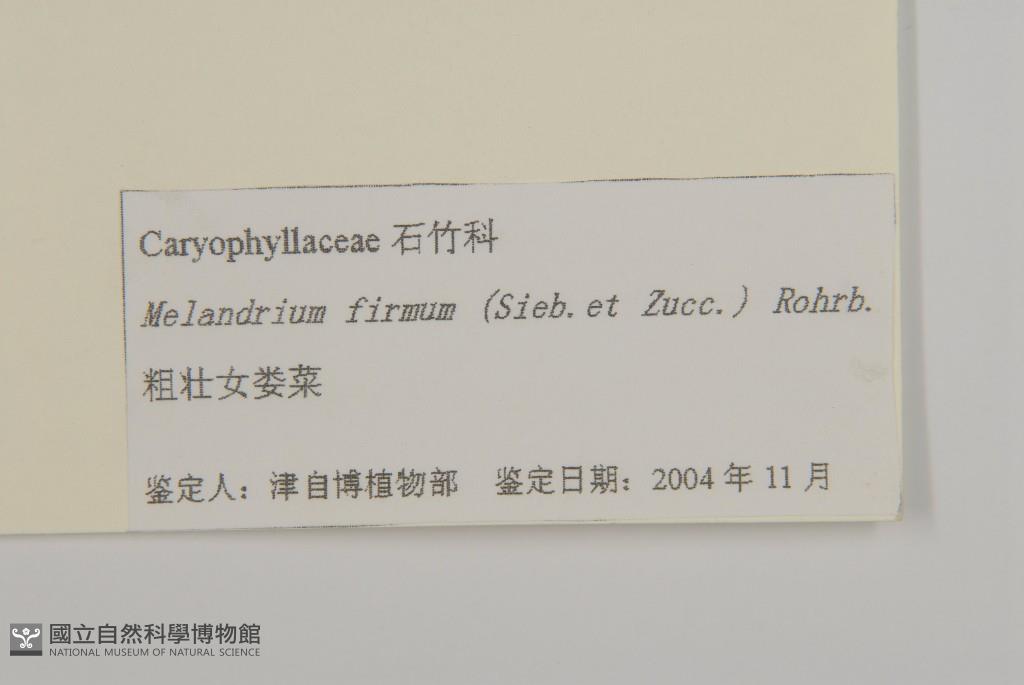 Caryophyllaceae 石竹科
Melandrium firmum (Sieb. et Zucc.) Rohrb.
粗壮女娄菜
鉴定人：津自博植物部 鉴定日期：2004 年 11 月
國立自然科學博物館
NATIONAL MUSEUM OF NATURAL SCIENCE